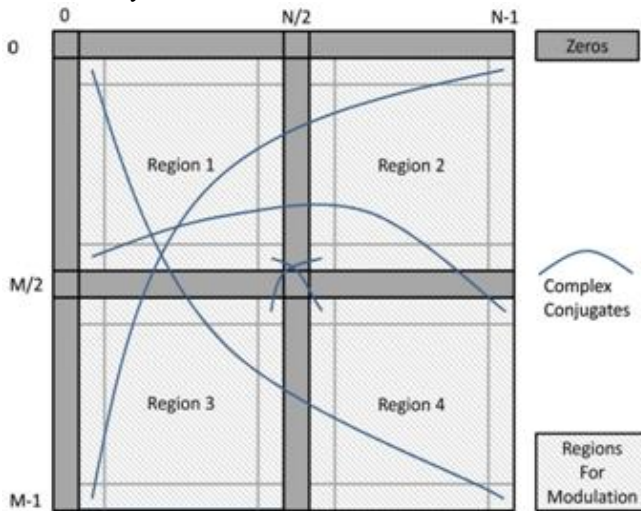 0 N/2 N-1
0
Zeros
Region 1 Region 2
M/2
Complex
Conjugates
Region 3 Region 4
Regions
For
Modulation
M-1